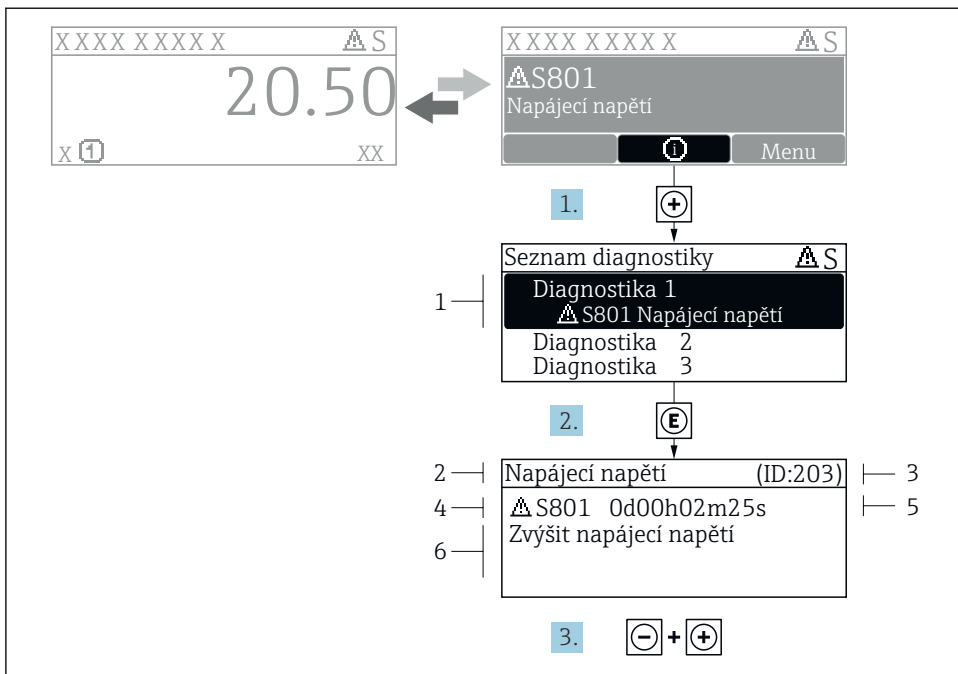 XXXX XXXX X ⚠ S
20.50
X ① XX
XXXX XXXX X ⚠ S
⚠ S801
Napájecí napětí
ⓘ Menu
1. ⊕
Seznam diagnostiky ⚠ S
1 Diagnostika 1
⚠ S801 Napájecí napětí
Diagnostika 2
Diagnostika 3
2. Ⓔ
2 Napájecí napětí (ID:203) 3
4 ⚠ S801 0d00h02m25s 5
6 Zvýšit napájecí napětí
3. ⊖ + ⊕